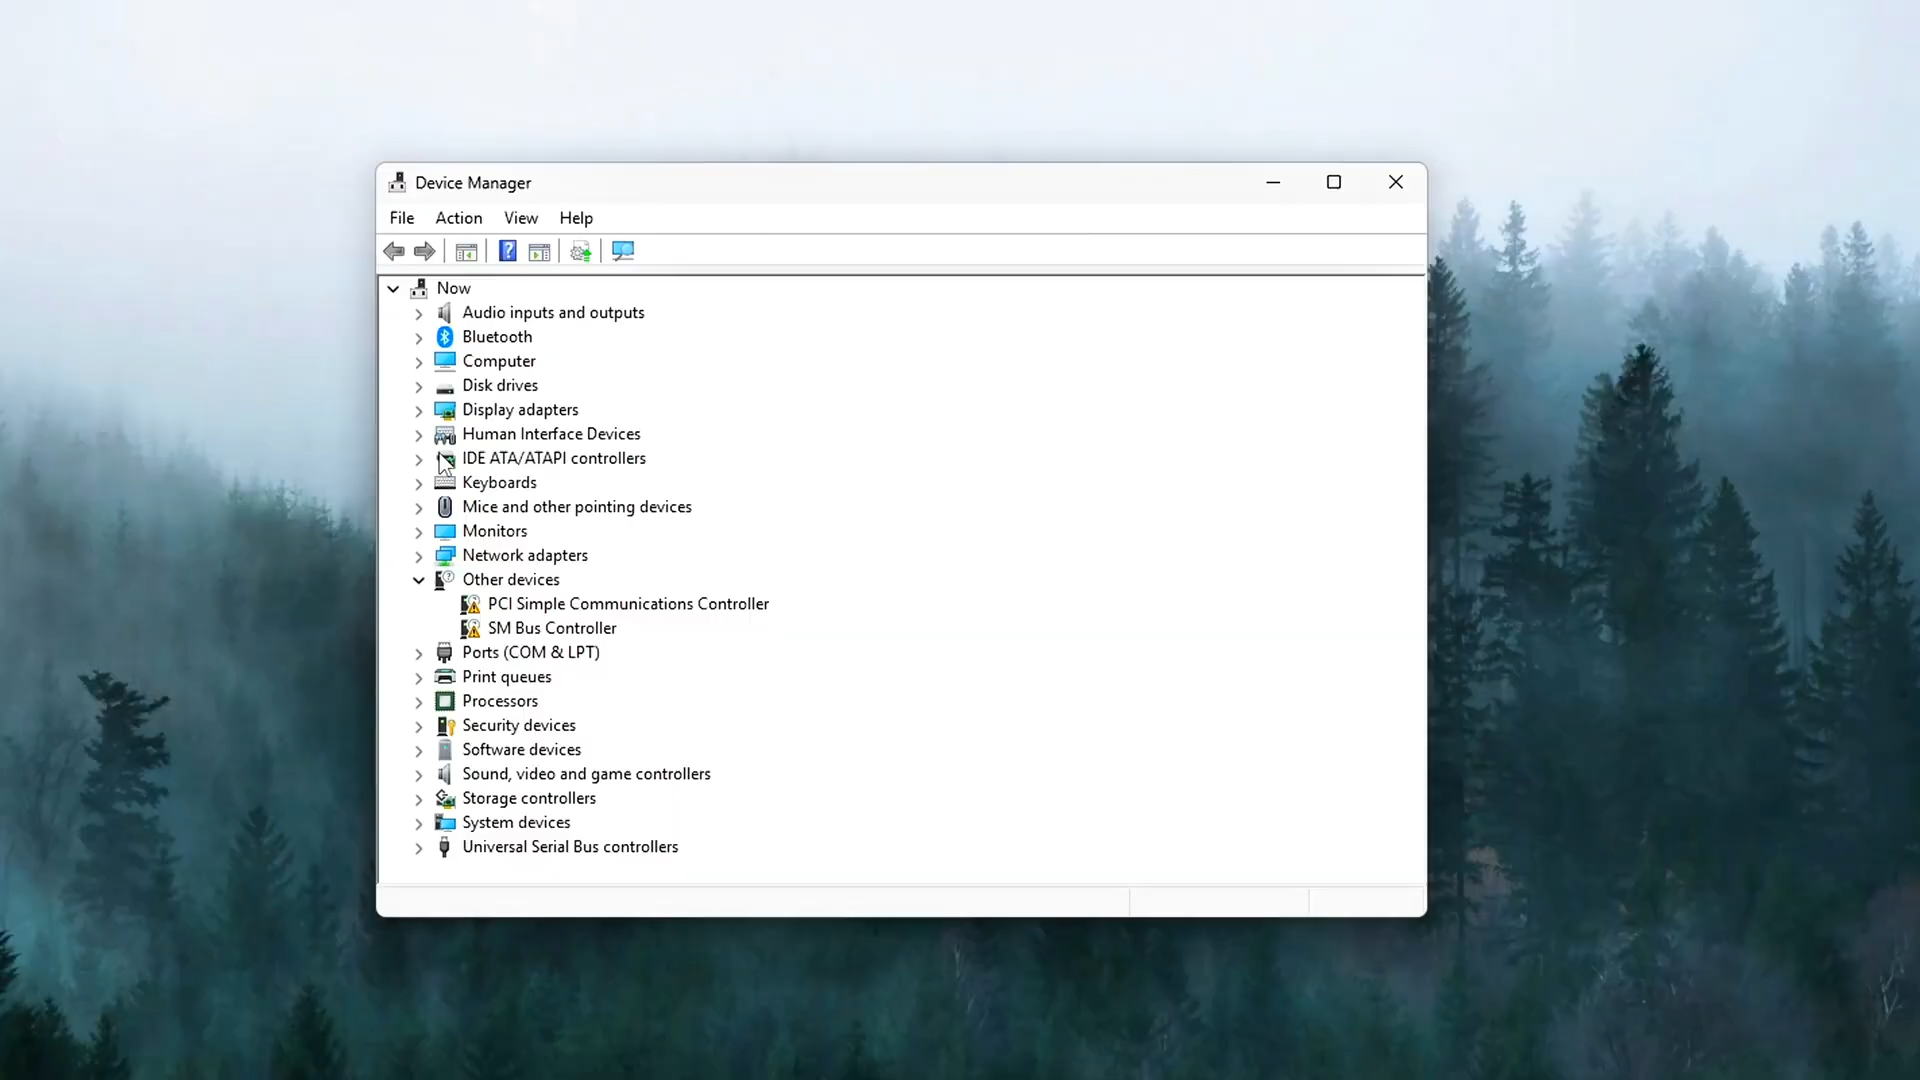 Device Manager
File Action View Help
Now
Audio inputs and outputs
Bluetooth
Computer
Disk drives
Display adapters
Human Interface Devices
IDE ATA/ATAPI controllers
Keyboards
Mice and other pointing devices
Monitors
Network adapters
Other devices
PCI Simple Communications Controller
SM Bus Controller
Ports (COM & LPT)
Print queues
Processors
Security devices
Software devices
Sound, video and game controllers
Storage controllers
System devices
Universal Serial Bus controllers